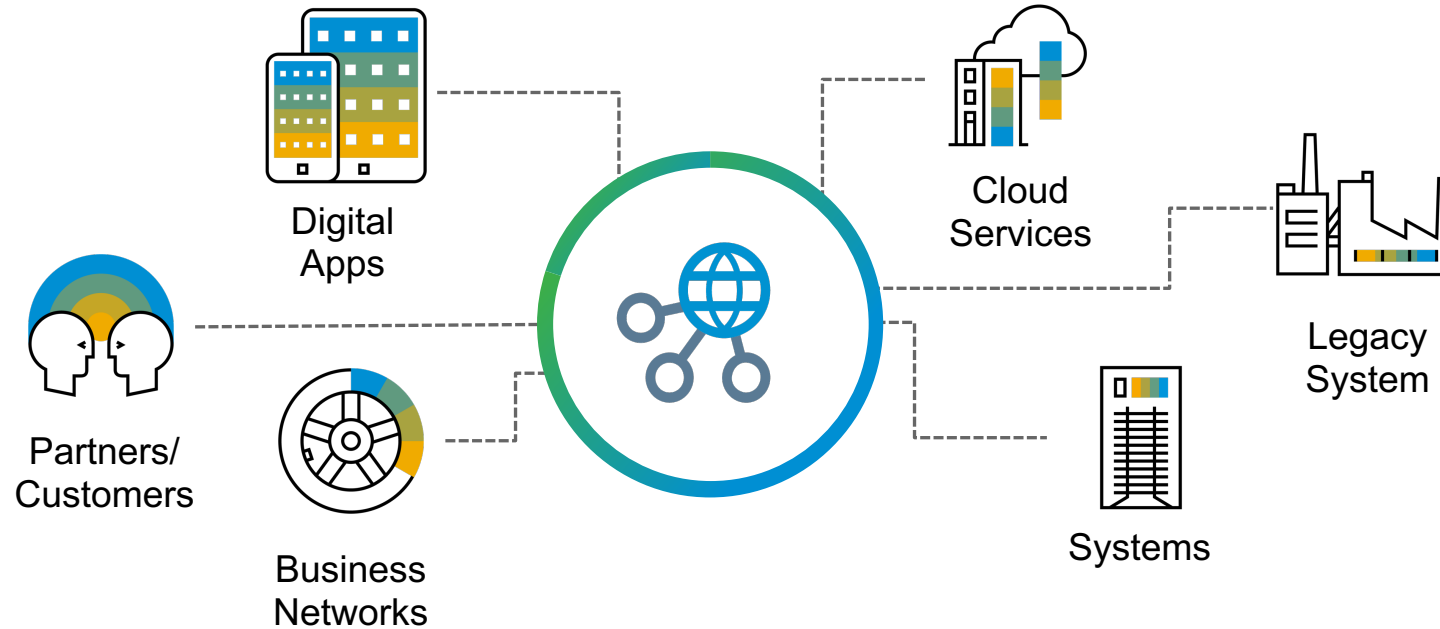 Digital
Apps
Cloud
Services
Legacy
System
Partners/
Customers
Business
Networks
Systems